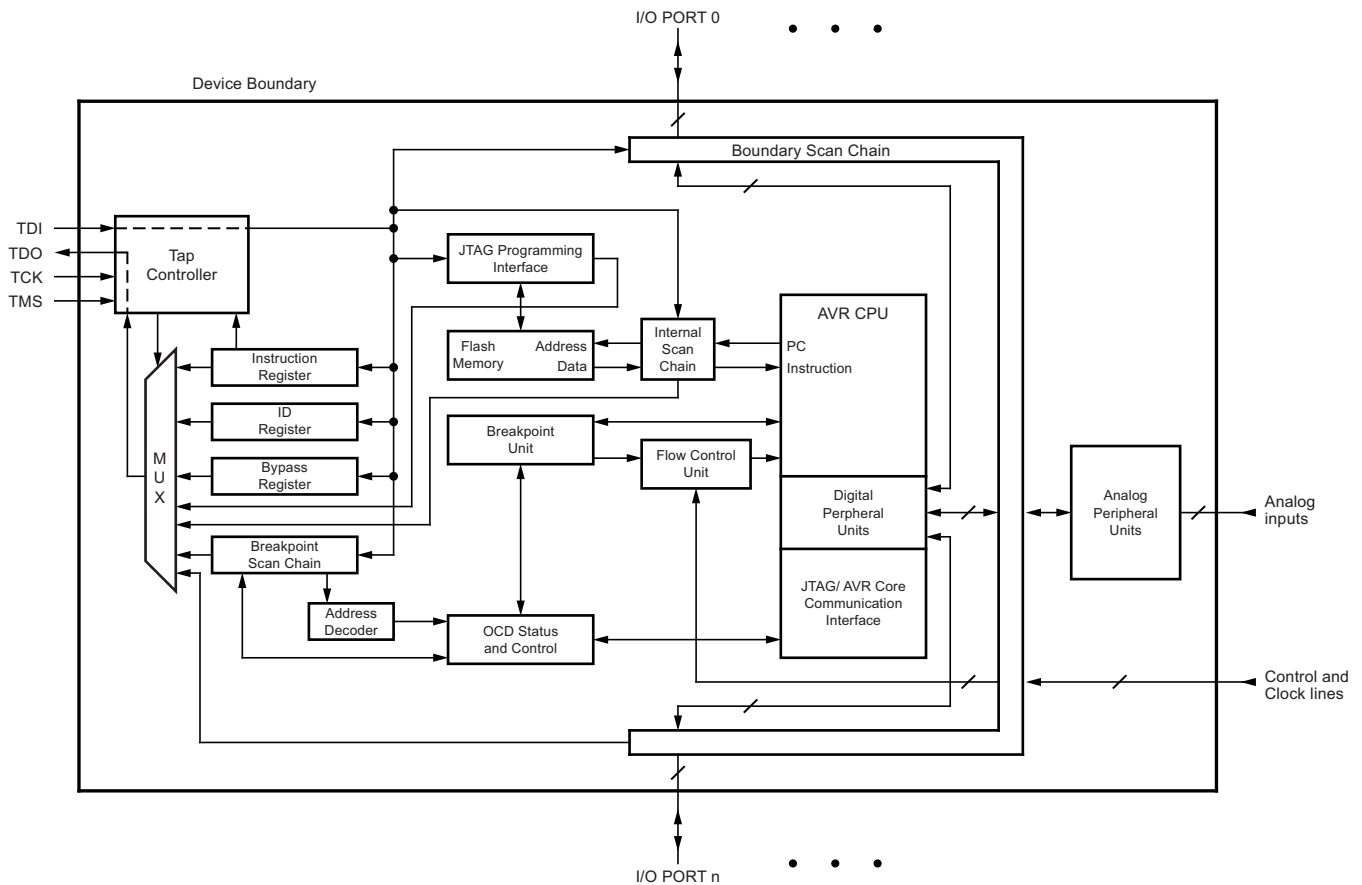 I/O PORT 0
Device Boundary
Boundary Scan Chain
TDI
TDO
TCK
TMS
Tap
Controller
JTAG Programming
Interface
AVR CPU
Flash
Memory
Address
Data
Internal
Scan
Chain
PC
Instruction
Instruction
Register
ID
Register
M
U
X
Breakpoint
Unit
Flow Control
Unit
Bypass
Register
Digital
Perpheral
Units
Analog
Peripheral
Units
Analog
inputs
Breakpoint
Scan Chain
Address
Decoder
OCD Status
and Control
JTAG/ AVR Core
Communication
Interface
Control and
Clock lines
I/O PORT n